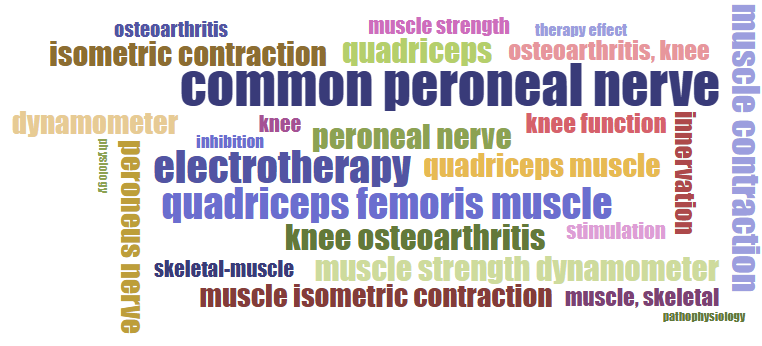 osteoarthritis
muscle strength
therapy effect
isometric contraction
quadriceps
osteoarthritis, knee
common peroneal nerve
muscle contraction
dynamometer
knee
knee function
innervation
inhibition
peroneal nerve
physiology
peroneus nerve
electrotherapy
quadriceps muscle
quadriceps femoris muscle
knee osteoarthritis
stimulation
skeletal-muscle
muscle strength dynamometer
muscle isometric contraction
muscle, skeletal
pathophysiology